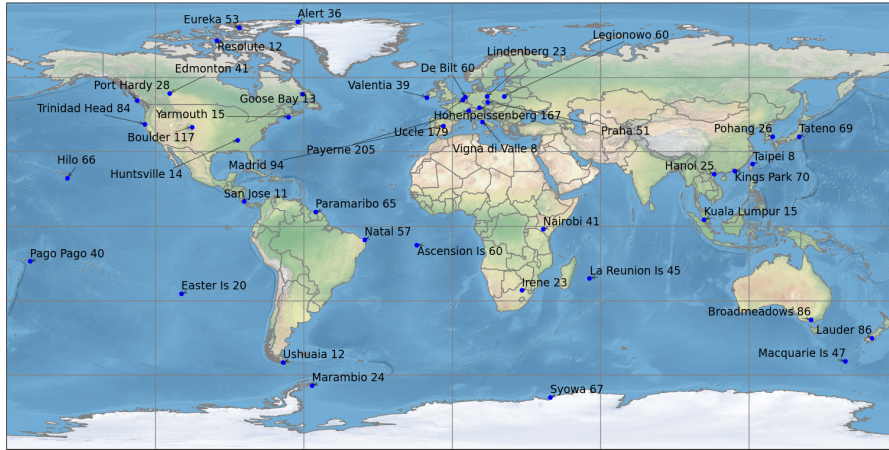 Alert 36
Eureka 53
Resolute 12
Lindenberg 23
Legionowo 60
De Bilt 60
Edmonton 41
Port Hardy 28
Valentia 39
Goose Bay 13
Trinidad Head 84
Yarmouth 15
Hohenpeissenberg 167
Uccle 179
Praha 51
Pohang 26
Tateno 69
Boulder 117
Payerne 205
Vigna di Valle 8
Hilo 66
Madrid 94
Huntsville 14
Hanoi 25
Taipei 8
Kings Park 70
San Jose 11
Paramaribo 65
Kuala Lumpur 15
Nairobi 41
Natal 57
Pago Pago 40
Ascension Is 60
La Reunion Is 45
Easter Is 20
Irene 23
Broadmeadows 86
Lauder 86
Ushuaia 12
Macquarie Is 47
Marambio 24
Syowa 67